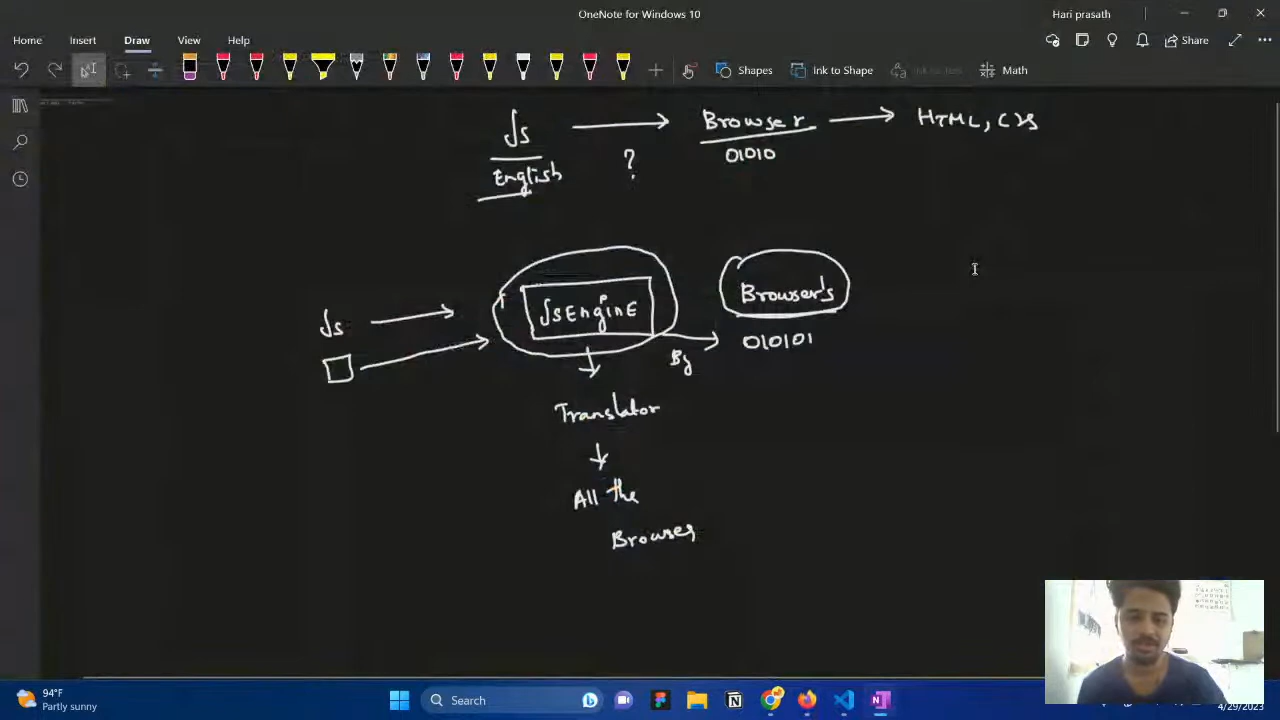 OneNote for Windows 10
Hari prasath
Home Insert Draw View Help
Share
Shapes
Ink to Shape
Math
Js → Browser → HTML, CSS
English ? 01010
Js → JsEnginE → Browser's
By 010101
Translator
All the
Browser
94°F
Partly sunny
Search